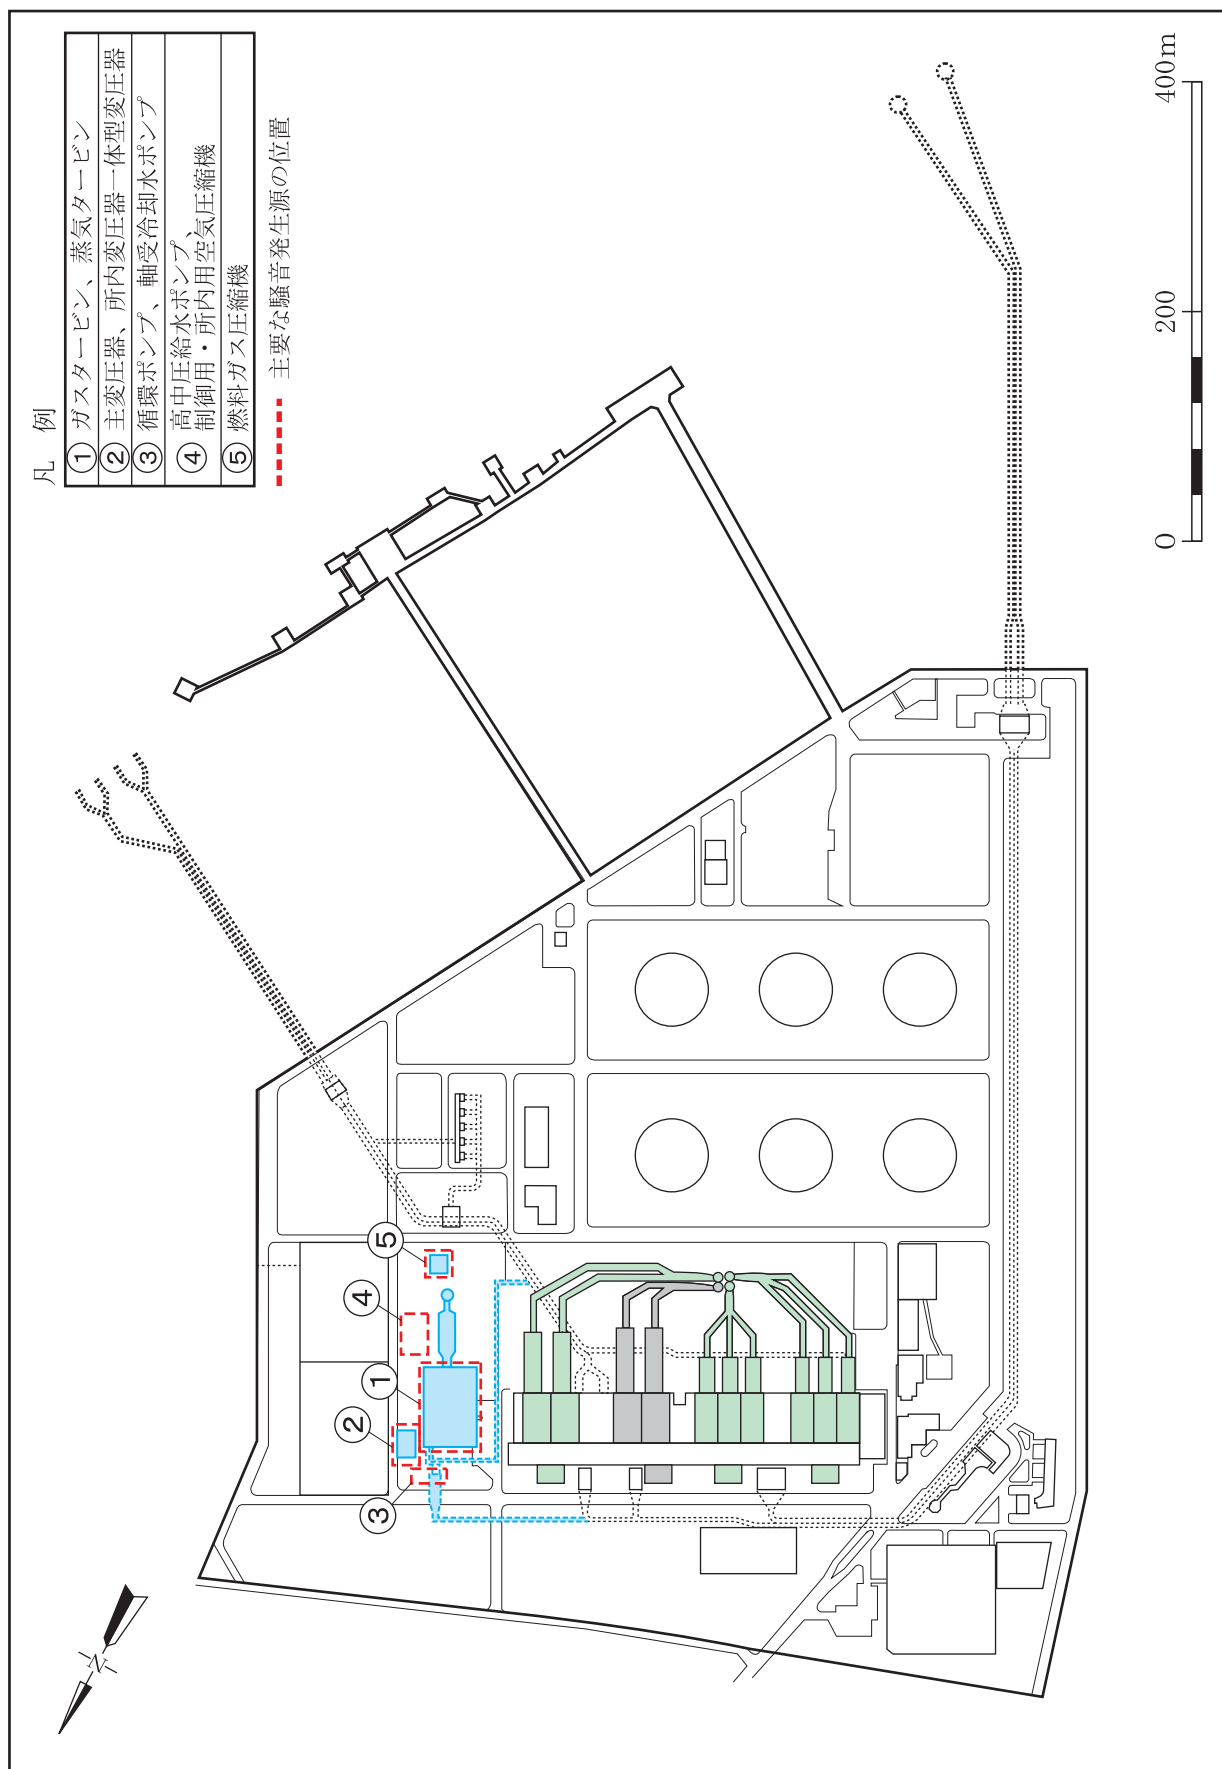 凡 例
① ガスタービン、蒸気タービン
② 主変圧器、所内変圧器一体型変圧器
③ 循環ポンプ、軸受冷却水ポンプ
④ 高中圧給水ポンプ、
制御用・所内用空気圧縮機
⑤ 燃料ガス圧縮機
主要な騒音発生源の位置
⑤
④
①
②
③
N
0 200 400m